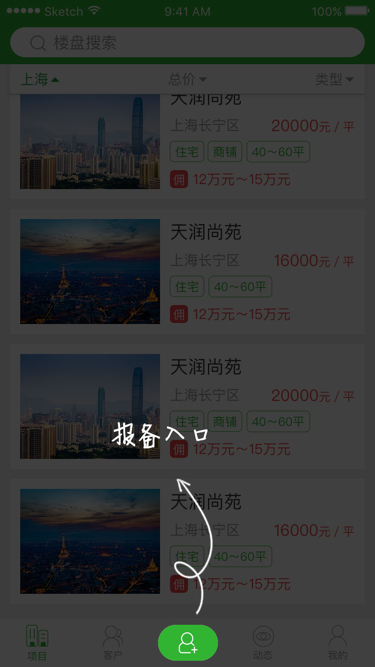 Sketch 9:41 AM 100%
楼盘搜索
上海 总价 类型
天润尚苑
上海长宁区 20000元 / 平
住宅 商铺 40～60平
佣 12万元～15万元
天润尚苑
上海长宁区 16000元 / 平
住宅 40～60平
佣 12万元～15万元
天润尚苑
上海长宁区 20000元 / 平
住宅 商铺 40～60平
报备入口
佣 12万元～15万元
天润尚苑
上海长宁区 16000元 / 平
住宅 40～60平
佣 12万元～15万元
项目 客户 动态 我的